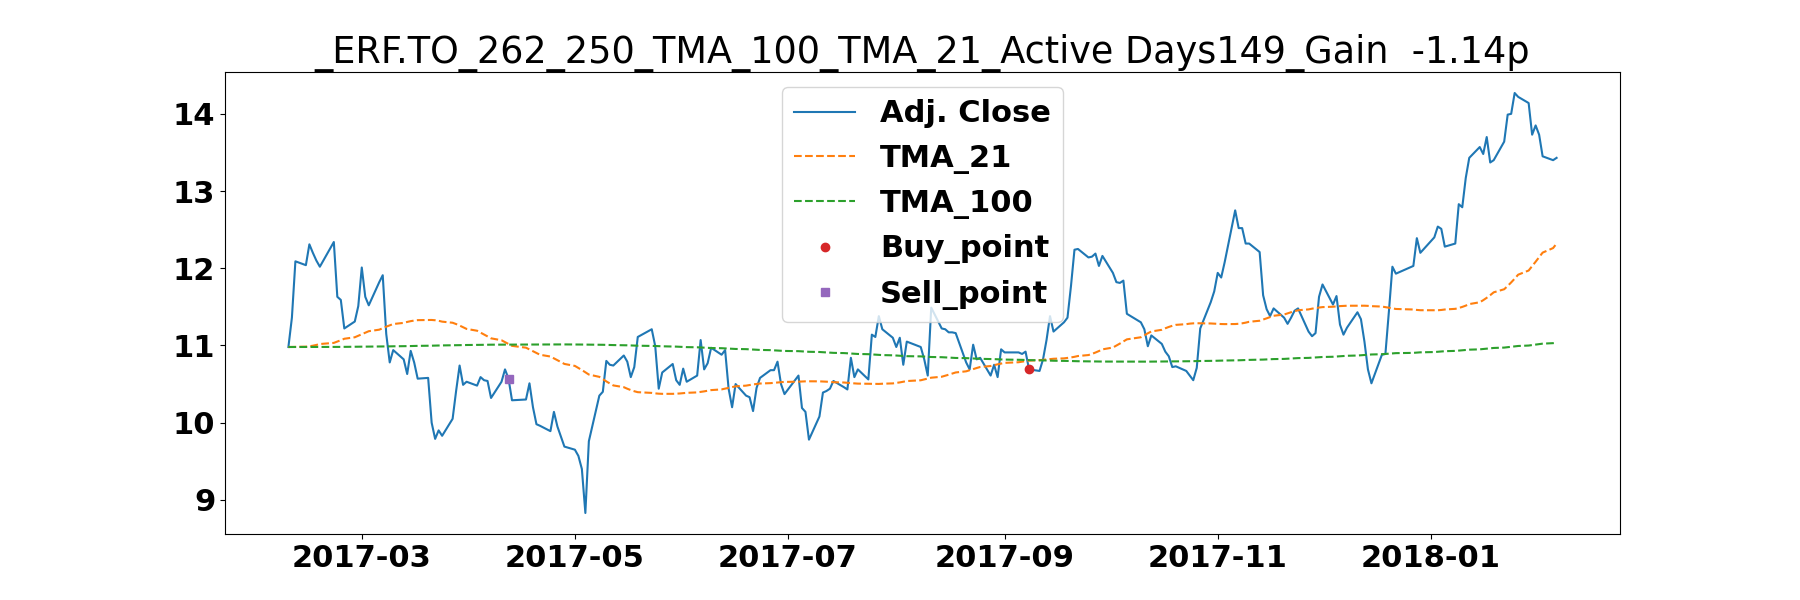 _ERF.TO_262_250_TMA_100_TMA_21_Active Days149_Gain  -1.14p
14
13
12
11
10
9
Adj. Close
TMA_21
TMA_100
Buy_point
Sell_point
2017-03 2017-05 2017-07 2017-09 2017-11 2018-01